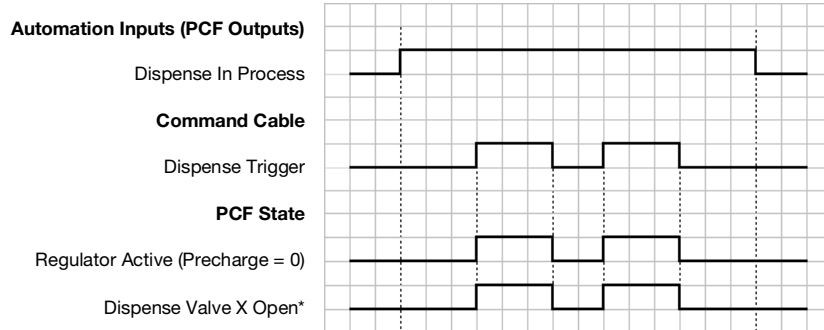 Automation Inputs (PCF Outputs)
Dispense In Process
Command Cable
Dispense Trigger
PCF State
Regulator Active (Precharge = 0)
Dispense Valve X Open*